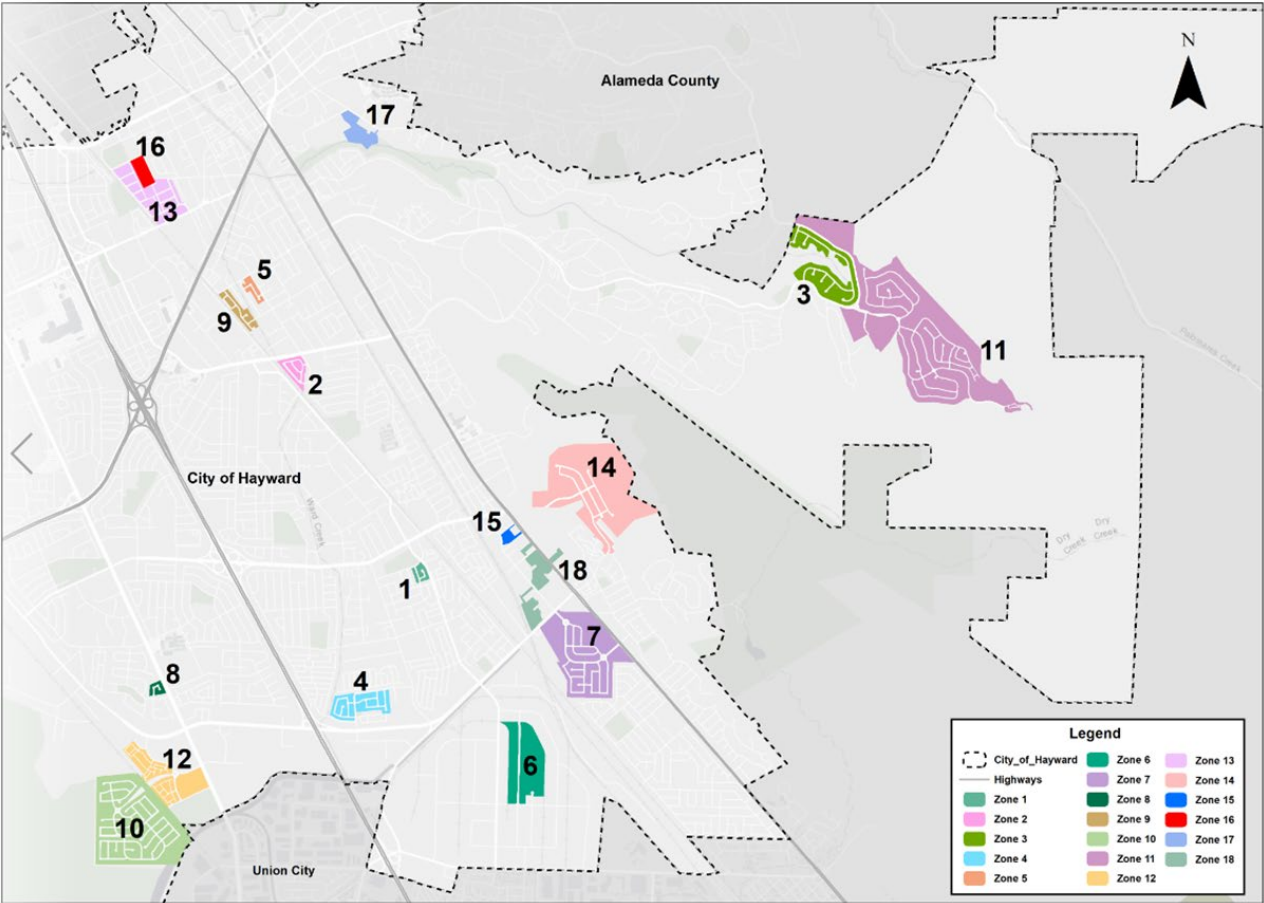 Alameda County
N
17
16
13
5
3
9
11
2
14
City of Hayward
Ward Creek
15
Dry Creek
Dry Creek
18
1
7
8
4
12
6
10
Union City
Legend
City_of_Hayward
Highways
Zone 1
Zone 2
Zone 3
Zone 4
Zone 5
Zone 6
Zone 7
Zone 8
Zone 9
Zone 10
Zone 11
Zone 12
Zone 13
Zone 14
Zone 15
Zone 16
Zone 17
Zone 18